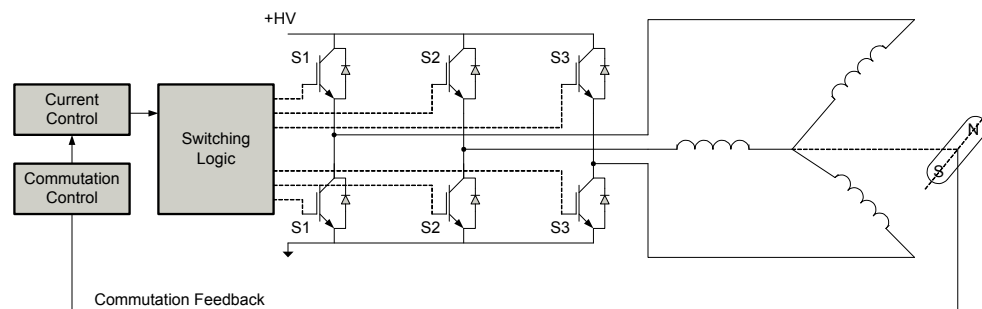 +HV
S1
S2
S3
Current
Control
Switching
Logic
Commutation
Control
S1
S2
S3
N
S
Commutation Feedback